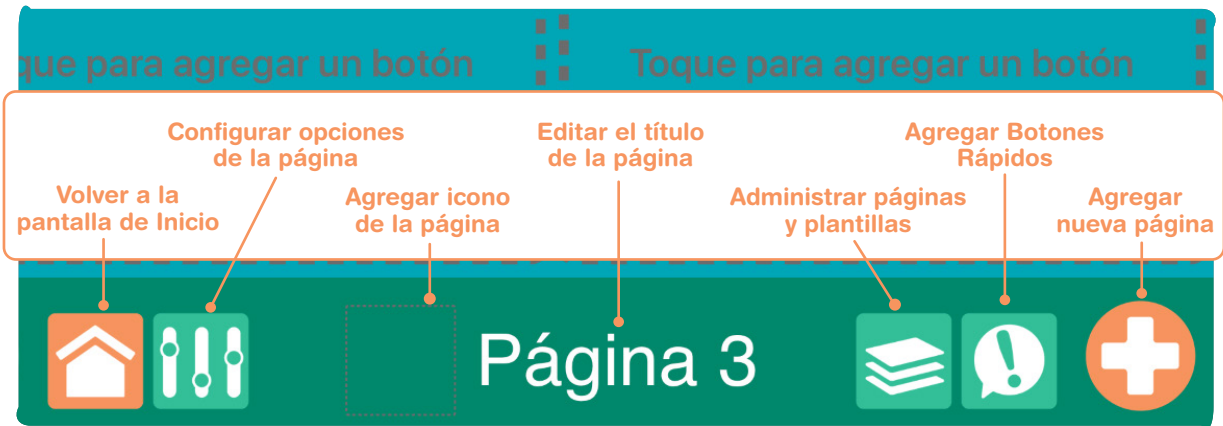 que para agregar un botón
Toque para agregar un botón
Configurar opciones
de la página
Editar el título
de la página
Agregar Botones
Rápidos
Volver a la
pantalla de Inicio
Agregar icono
de la página
Administrar páginas
y plantillas
Agregar
nueva página
Página 3